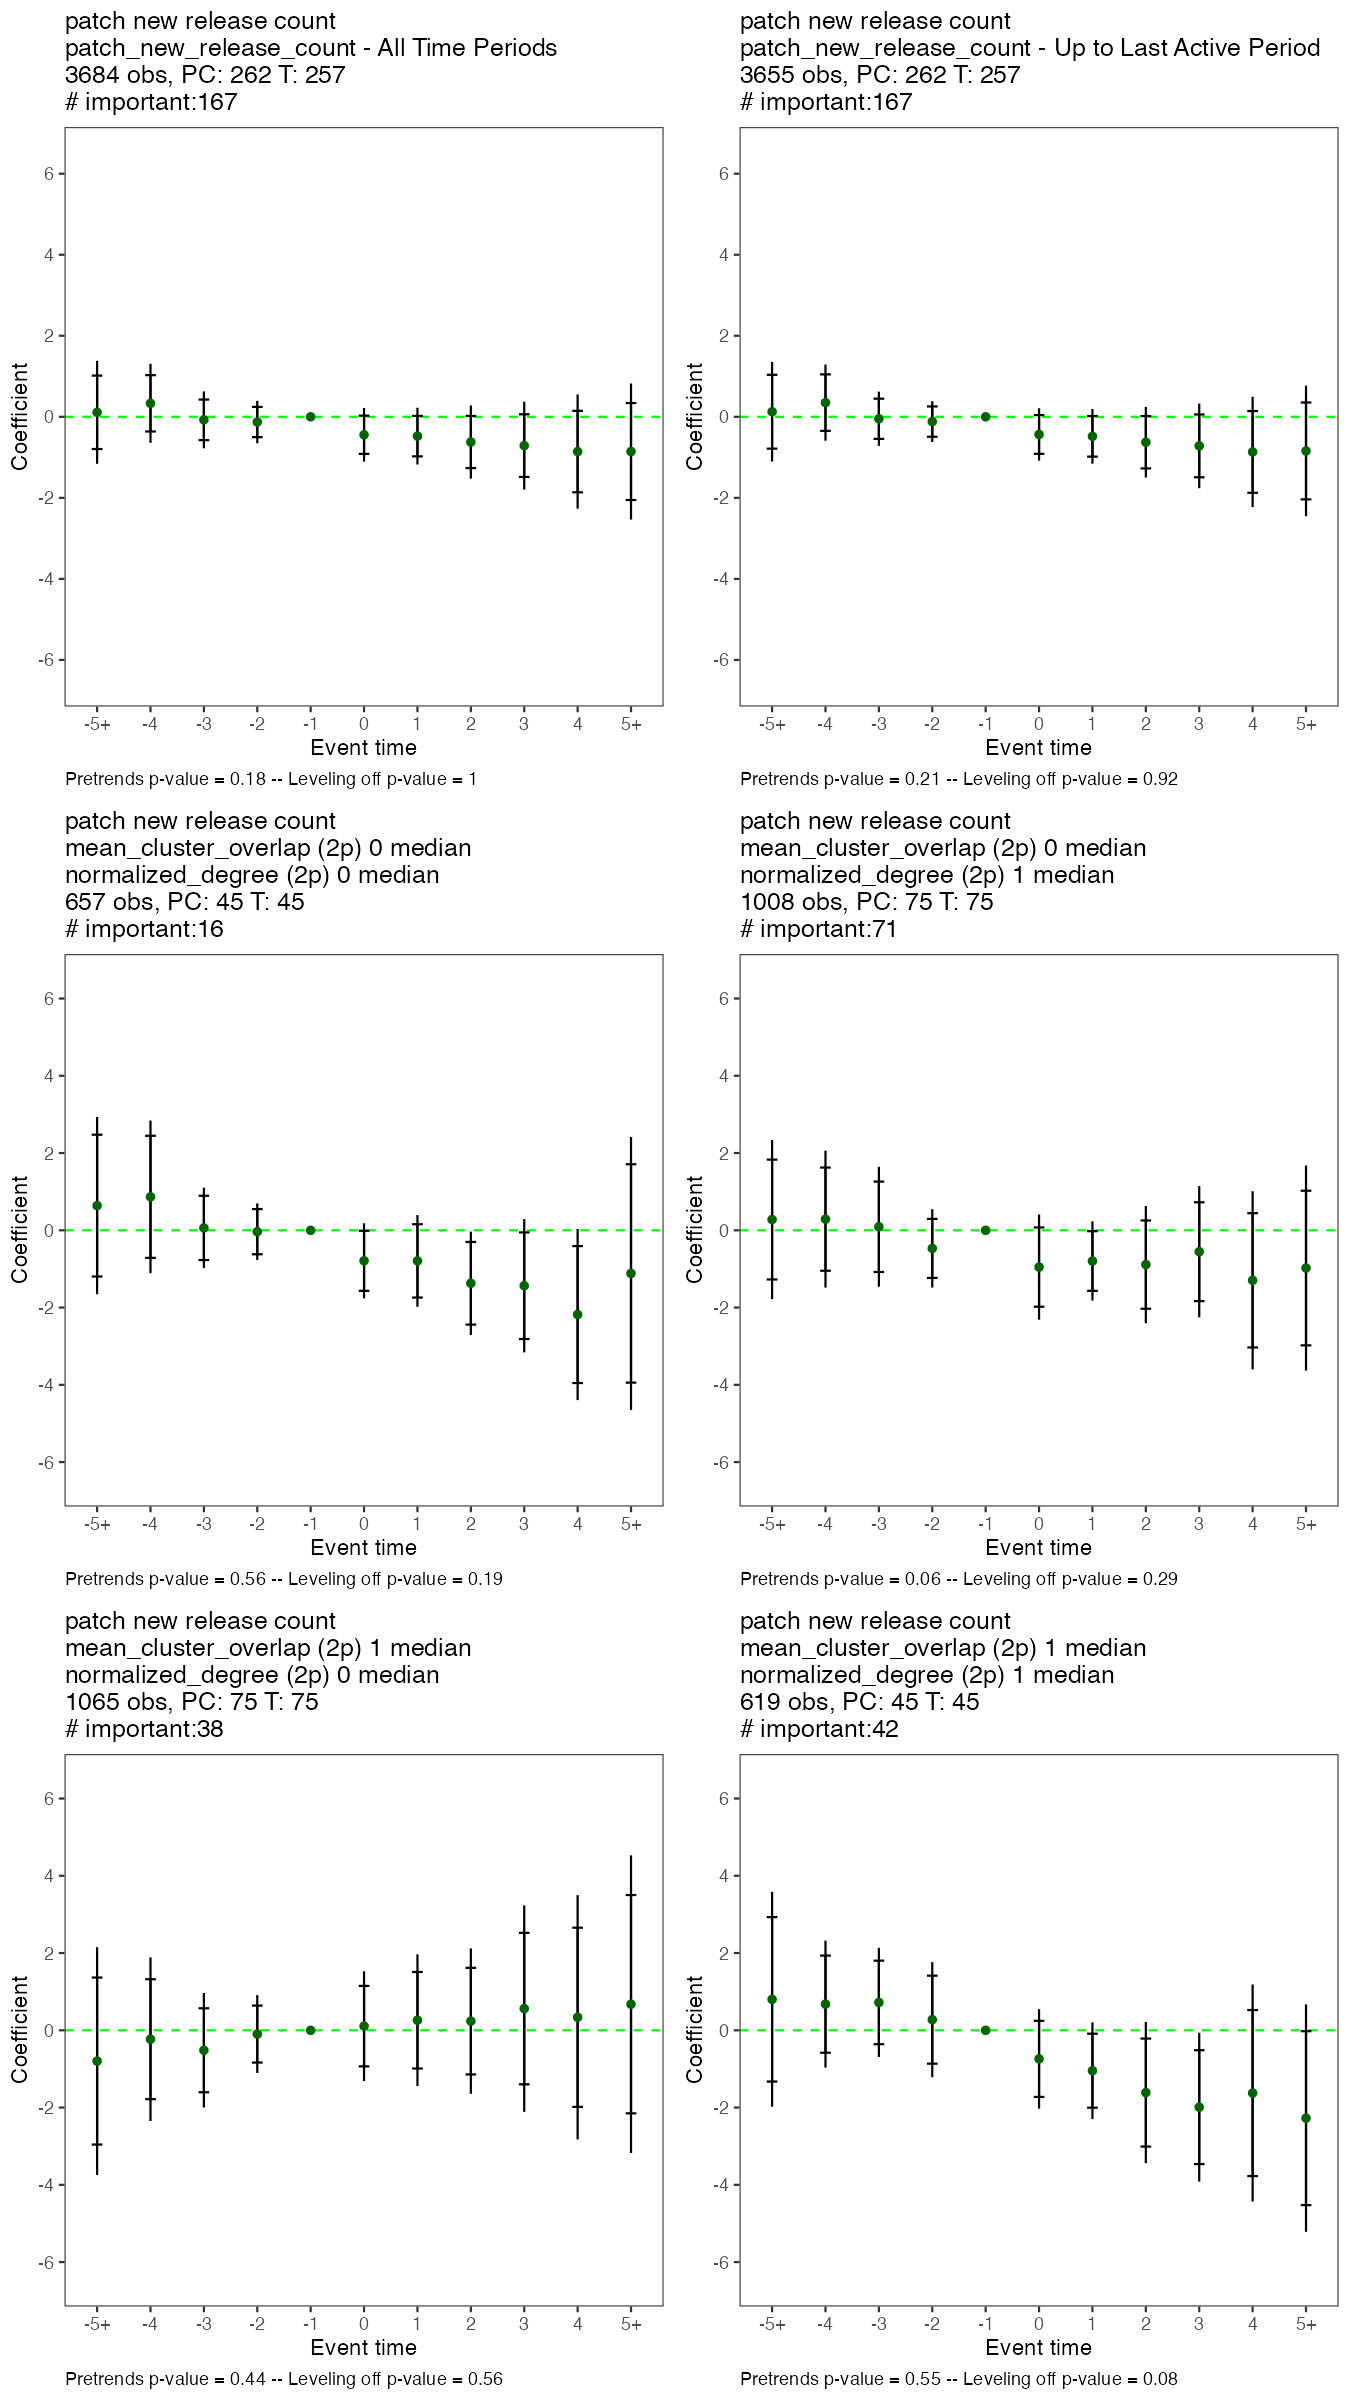 patch new release count
patch_new_release_count - All Time Periods
3684 obs, PC: 262 T: 257
# important:167
6
4
2
0
-2
-4
-6
Coefficient
-5+ -4 -3 -2 -1 0 1 2 3 4 5+
Event time
Pretrends p-value = 0.18 -- Leveling off p-value = 1
patch new release count
patch_new_release_count - Up to Last Active Period
3655 obs, PC: 262 T: 257
# important:167
6
4
2
0
-2
-4
-6
Coefficient
-5+ -4 -3 -2 -1 0 1 2 3 4 5+
Event time
Pretrends p-value = 0.21 -- Leveling off p-value = 0.92
patch new release count
mean_cluster_overlap (2p) 0 median
normalized_degree (2p) 0 median
657 obs, PC: 45 T: 45
# important:16
6
4
2
0
-2
-4
-6
Coefficient
-5+ -4 -3 -2 -1 0 1 2 3 4 5+
Event time
Pretrends p-value = 0.56 -- Leveling off p-value = 0.19
patch new release count
mean_cluster_overlap (2p) 0 median
normalized_degree (2p) 1 median
1008 obs, PC: 75 T: 75
# important:71
6
4
2
0
-2
-4
-6
Coefficient
-5+ -4 -3 -2 -1 0 1 2 3 4 5+
Event time
Pretrends p-value = 0.06 -- Leveling off p-value = 0.29
patch new release count
mean_cluster_overlap (2p) 1 median
normalized_degree (2p) 0 median
1065 obs, PC: 75 T: 75
# important:38
6
4
2
0
-2
-4
-6
Coefficient
-5+ -4 -3 -2 -1 0 1 2 3 4 5+
Event time
Pretrends p-value = 0.44 -- Leveling off p-value = 0.56
patch new release count
mean_cluster_overlap (2p) 1 median
normalized_degree (2p) 1 median
619 obs, PC: 45 T: 45
# important:42
6
4
2
0
-2
-4
-6
Coefficient
-5+ -4 -3 -2 -1 0 1 2 3 4 5+
Event time
Pretrends p-value = 0.55 -- Leveling off p-value = 0.08